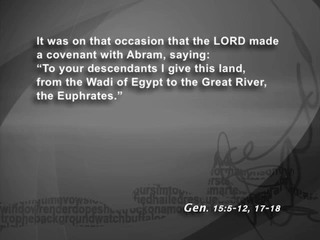 It was on that occasion that the LORD made
a covenant with Abram, saying:
“To your descendants I give this land,
from the Wadi of Egypt to the Great River,
the Euphrates.”
Gen. 15:5-12, 17-18